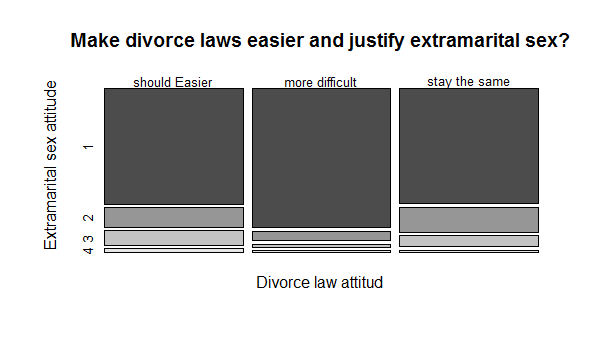 Make divorce laws easier and justify extramarital sex?
should Easier more difficult stay the same
Extramarital sex attitude
1
2
3
4
Divorce law attitud